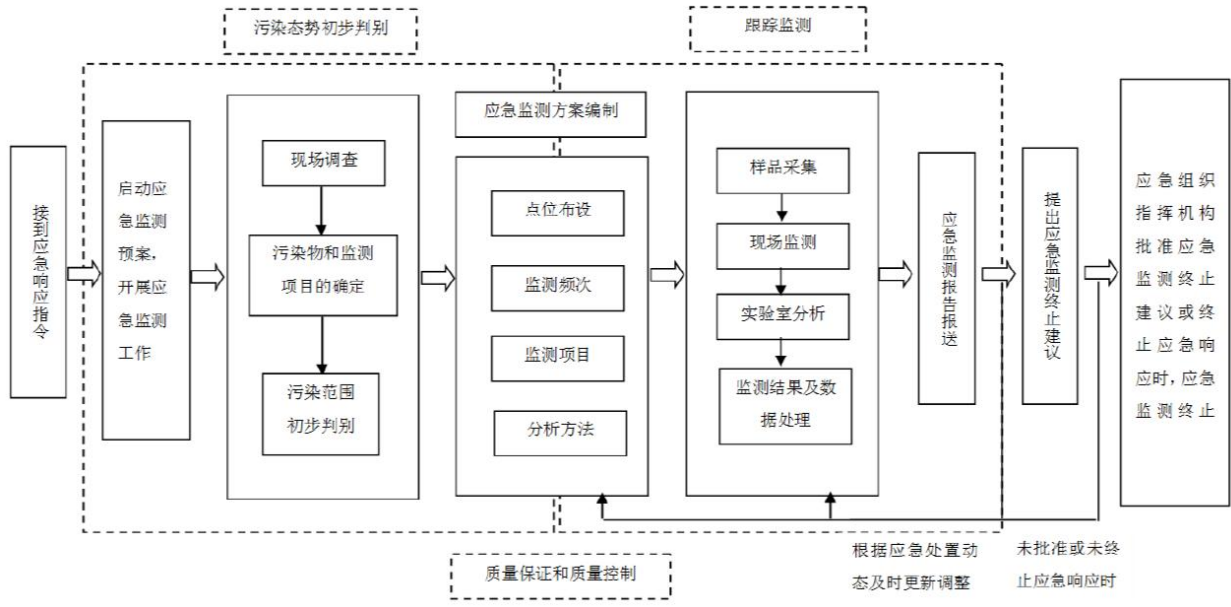 污染态势初步判别
跟踪监测
接到应急响应指令
启动应
急监测
预案，
开展应
急监测
工作
现场调查
污染物和监测
项目的确定
污染范围
初步判别
应急监测方案编制
点位布设
监测频次
监测项目
分析方法
样品采集
现场监测
实验室分析
监测结果及数
据处理
应急监测报告报送
提出应急监测终止建议
应急组织
指挥机构
批准应急
监测终止
建议或终
止应急响
应时，应急
监测终止
根据应急处置动
态及时更新调整
未批准或未终
止应急响应时
质量保证和质量控制